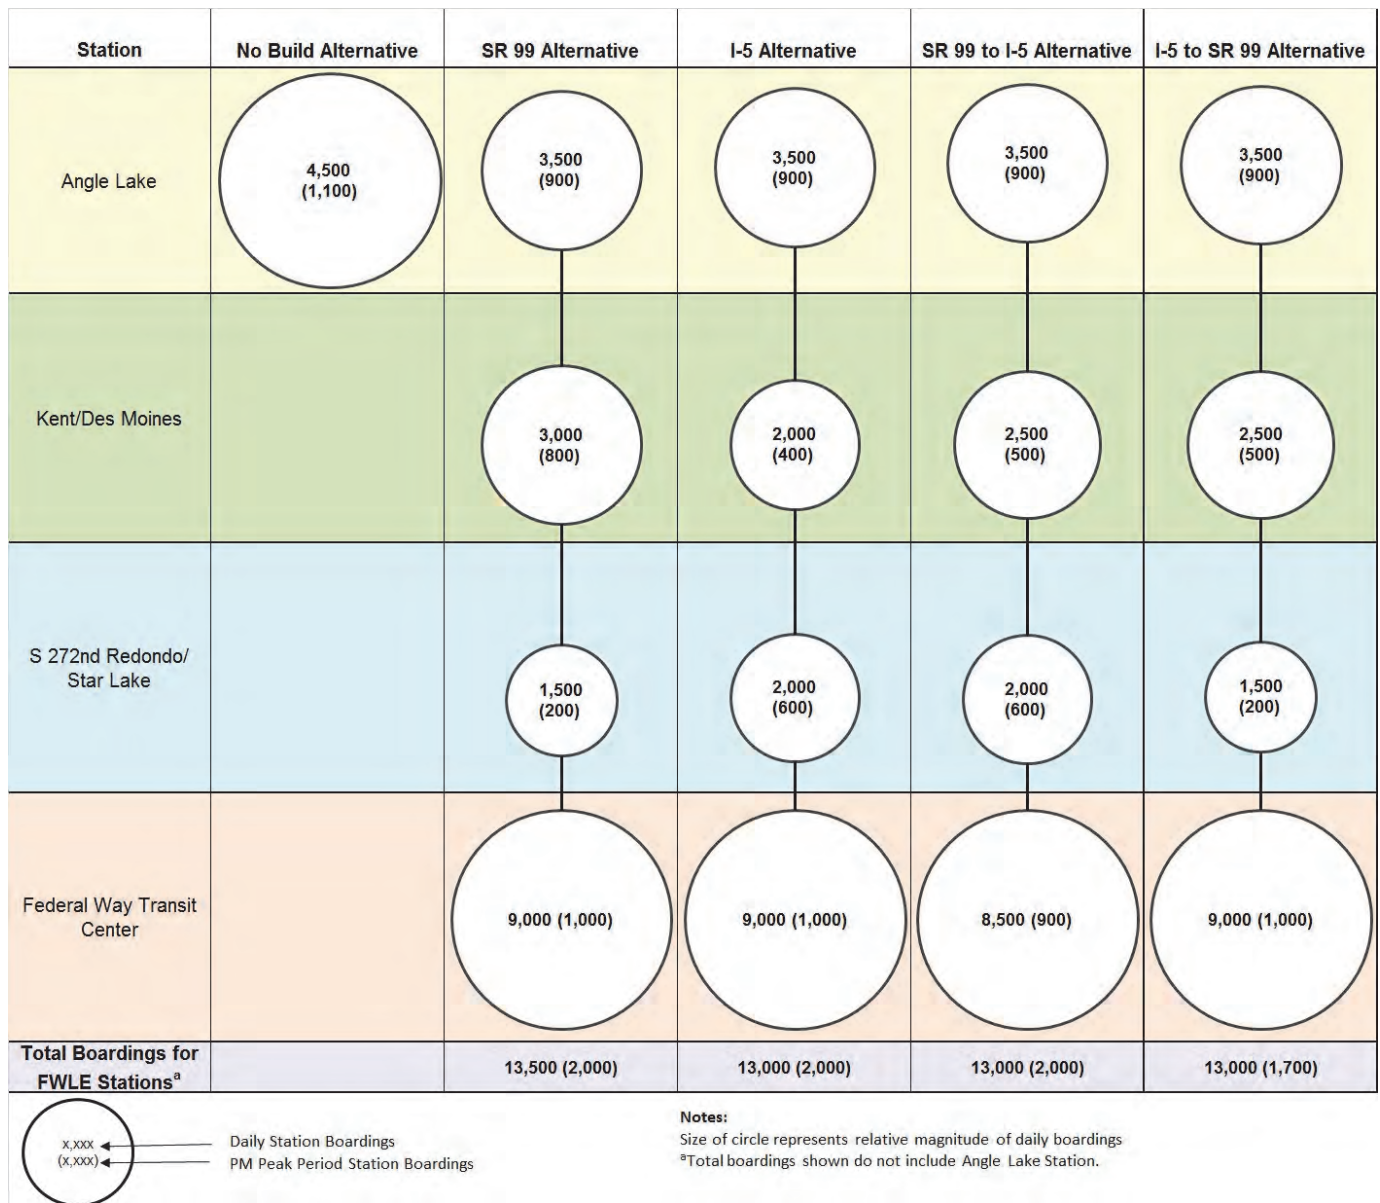 Station No Build Alternative SR 99 Alternative I-5 Alternative SR 99 to I-5 Alternative I-5 to SR 99 Alternative
Angle Lake
4,500
(1,100)
3,500
(900)
3,500
(900)
3,500
(900)
3,500
(900)
Kent/Des Moines
3,000
(800)
2,000
(400)
2,500
(500)
2,500
(500)
S 272nd Redondo/
Star Lake
1,500
(200)
2,000
(600)
2,000
(600)
1,500
(200)
Federal Way Transit
Center
9,000 (1,000)
9,000 (1,000)
8,500 (900)
9,000 (1,000)
Total Boardings for
FWLE Stationsᵃ
13,500 (2,000)
13,000 (2,000)
13,000 (2,000)
13,000 (1,700)
x,xxx
(x,xxx)
Daily Station Boardings
PM Peak Period Station Boardings
Notes:
Size of circle represents relative magnitude of daily boardings
ᵃTotal boardings shown do not include Angle Lake Station.